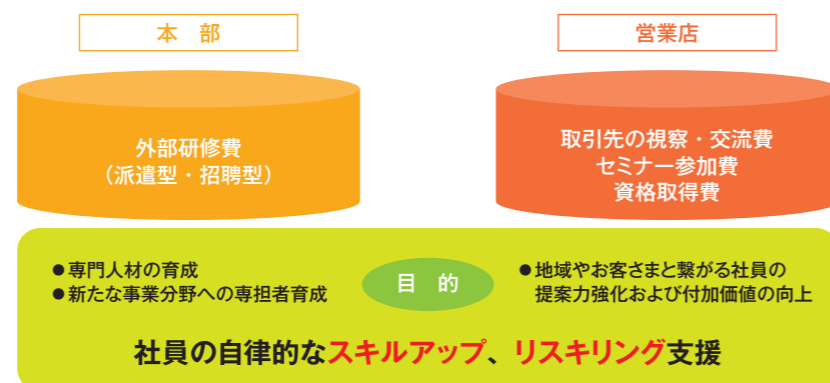 本 部
営業店
外部研修費
（派遣型・招聘型）
取引先の視察・交流費
セミナー参加費
資格取得費
●専門人材の育成
●新たな事業分野への専担者育成
目 的
●地域やお客さまと繋がる社員の
提案力強化および付加価値の向上
社員の自律的なスキルアップ、リスキリング支援